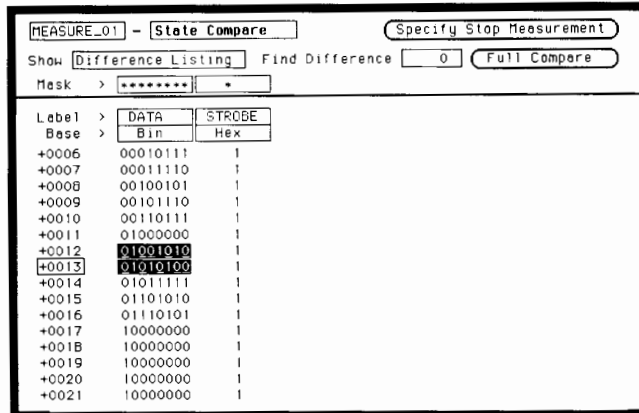 MEASURE_01 - State Compare Specify Stop Measurement
Show Difference Listing Find Difference 0 Full Compare
Mask > ******** *
Label > DATA STROBE
Base > Bin Hex
+0006 00010111 1
+0007 00011110 1
+0008 00100101 1
+0009 00101110 1
+0010 00110111 1
+0011 01000000 1
+0012 01001010 1
+0013 01010100 1
+0014 01011111 1
+0015 01101010 1
+0016 01110101 1
+0017 10000000 1
+0018 10000000 1
+0019 10000000 1
+0020 10000000 1
+0021 10000000 1